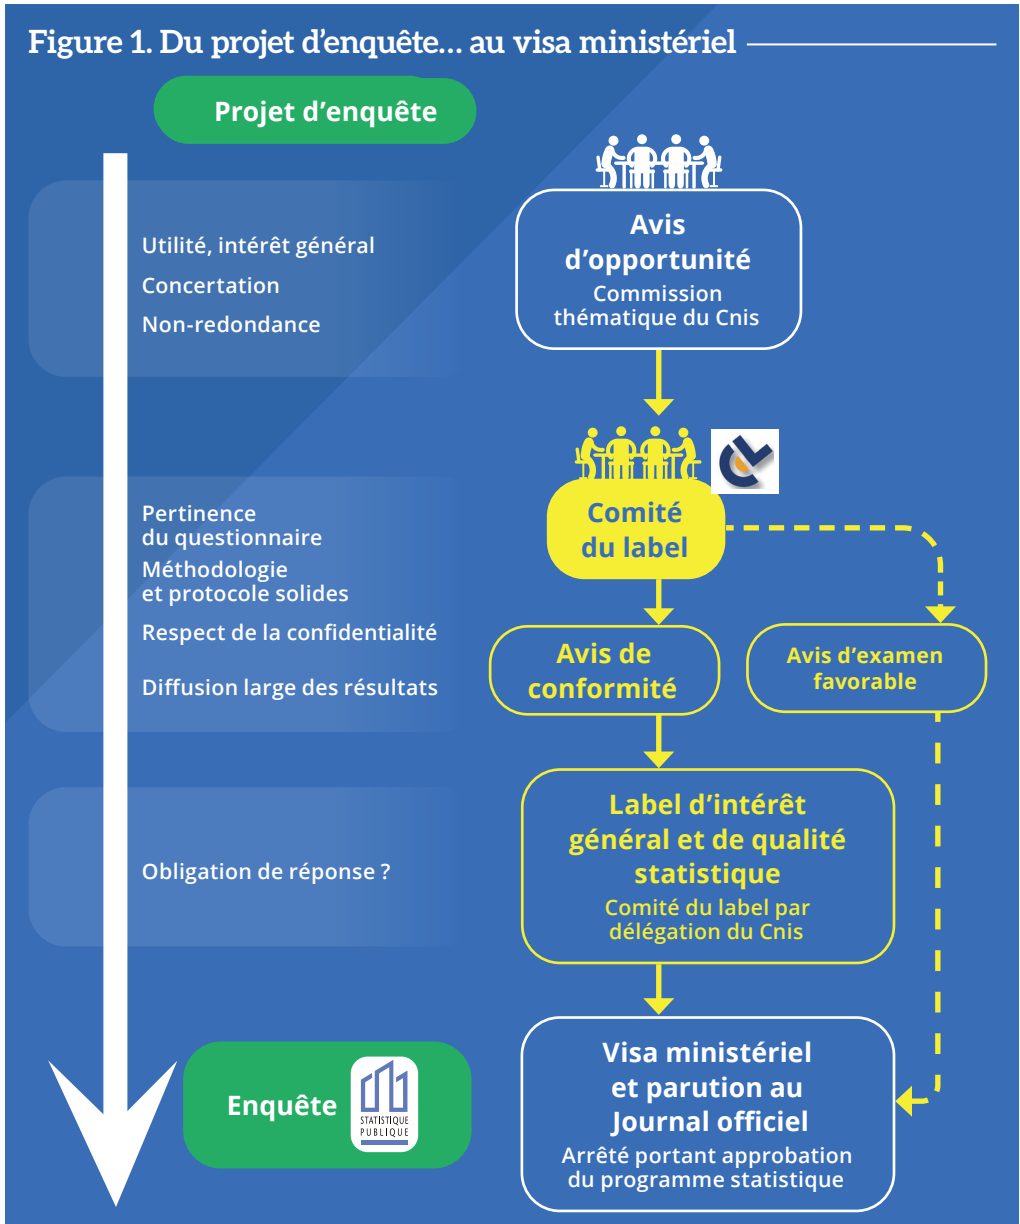 Figure 1. Du projet d’enquête… au visa ministériel
Projet d’enquête
Utilité, intérêt général
Concertation
Non-redondance
Avis
d’opportunité
Commission
thématique du Cnis
Pertinence
du questionnaire
Méthodologie
et protocole solides
Respect de la confidentialité
Diffusion large des résultats
Comité
du label
Avis de
conformité
Avis d’examen
favorable
Obligation de réponse ?
Label d’intérêt
général et de qualité
statistique
Comité du label par
délégation du Cnis
Enquête
STATISTIQUE
PUBLIQUE
Visa ministériel
et parution au
Journal officiel
Arrêté portant approbation
du programme statistique